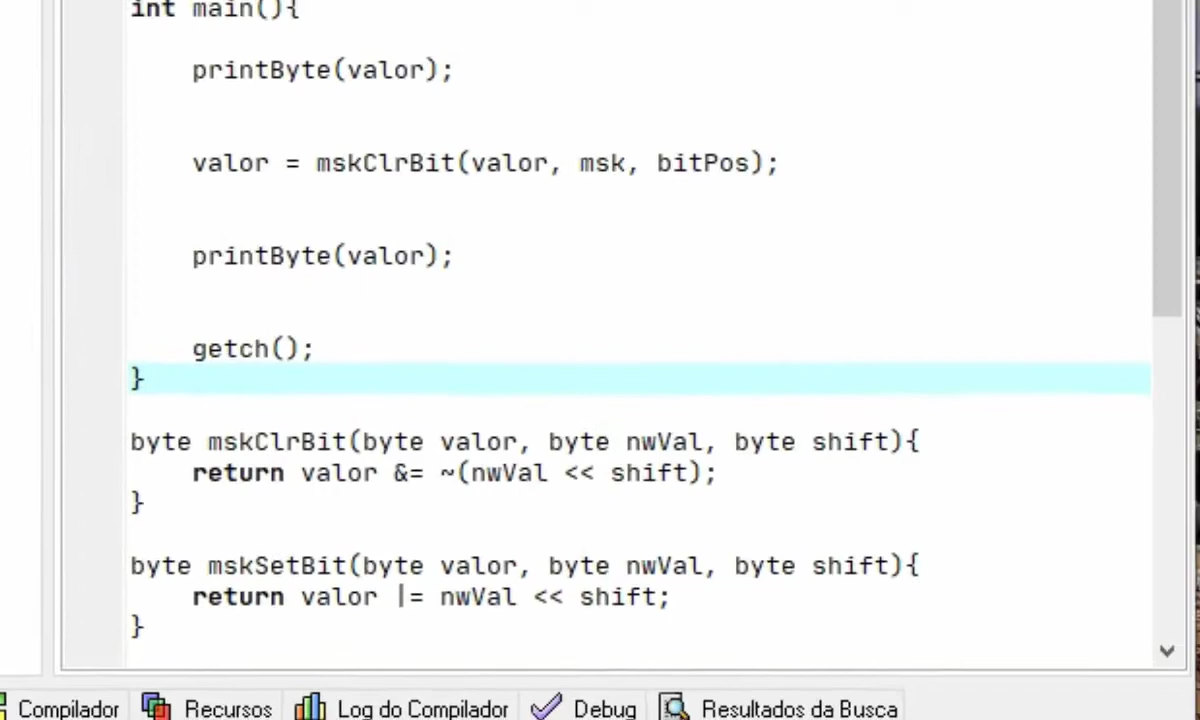 int main(){
printByte(valor);
valor = mskClrBit(valor, msk, bitPos);
printByte(valor);
getch();
}
byte mskClrBit(byte valor, byte nwVal, byte shift){
return valor &= ~(nwVal << shift);
}
byte mskSetBit(byte valor, byte nwVal, byte shift){
return valor |= nwVal << shift;
}
Compilador Recursos Log do Compilador Debug Resultados da Busca